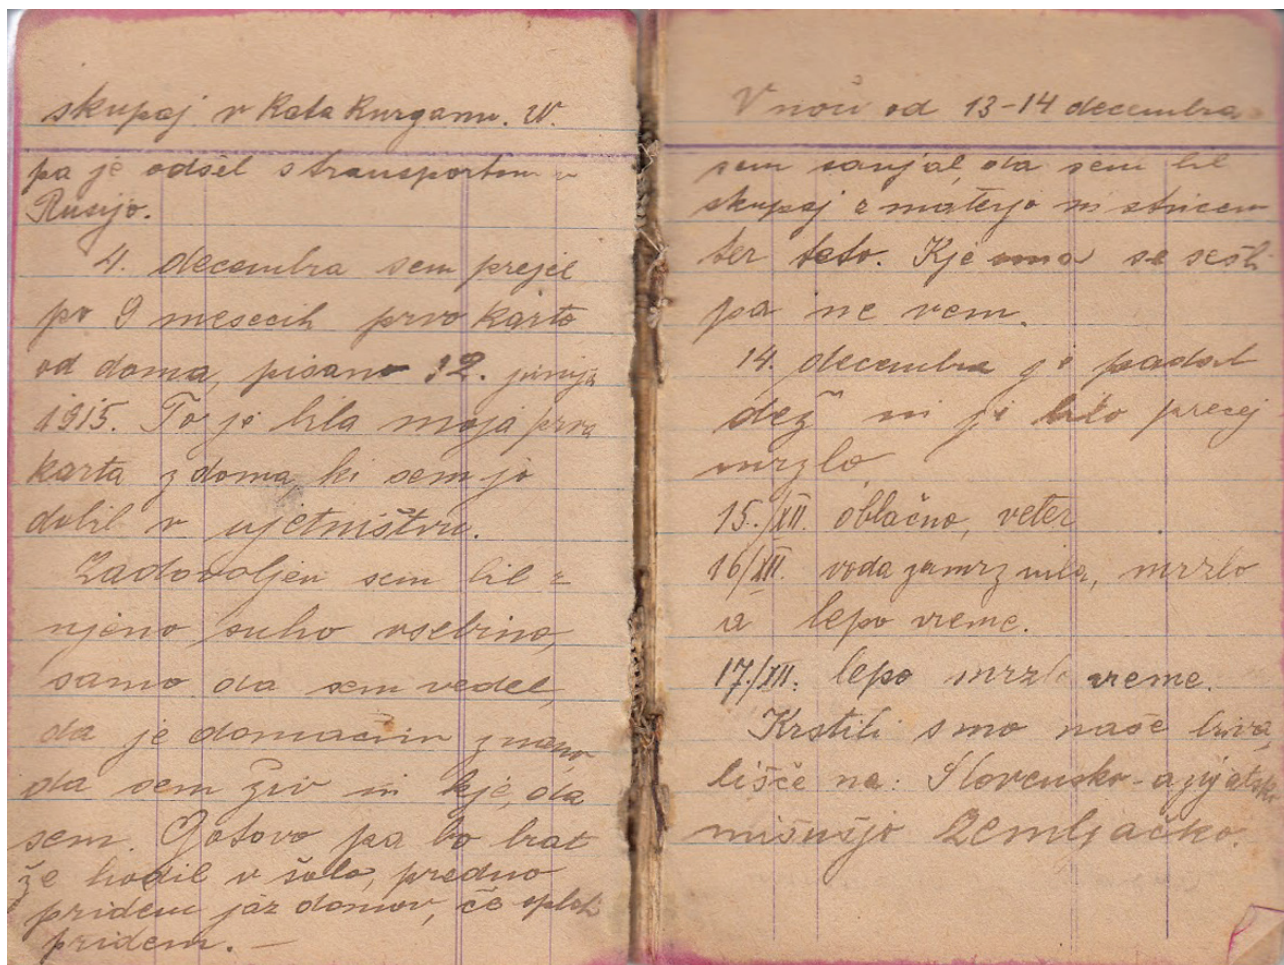 skupaj v Kata Kurganu. W.
pa je odšel s transportom v
Rusijo.
4. decembra sem prejel
po 9 mesecih prvo karto
od doma, pisano 12. junija
1915. To je bila moja prva
karta z doma, ki sem jo
dobil v ujetništvu.
Zadovoljen sem bil z
njeno suho vsebino,
samo da sem vedel,
da je domačim znano,
da sem živ in kje, da
sem. Gotovo pa bo brat
že hodil v šolo, predno
pridem jaz domov, če sploh
pridem. —
V noči od 13-14 decembra
sem sanjal, da sem bil
skupaj z materjo in stricem
ter teto. Kje smo se sešli
pa ne vem.
14. decembra je padal
dež in je bilo precej
mrzlo
15./XII. oblačno, veter
16/XII. voda zamrznila, mrzlo
lepo vreme.
17./XII. lepo mrzlo vreme.
Krstili smo naše biva,
lišče na: Slovensko-azijatsko
misijo Zemljačko.